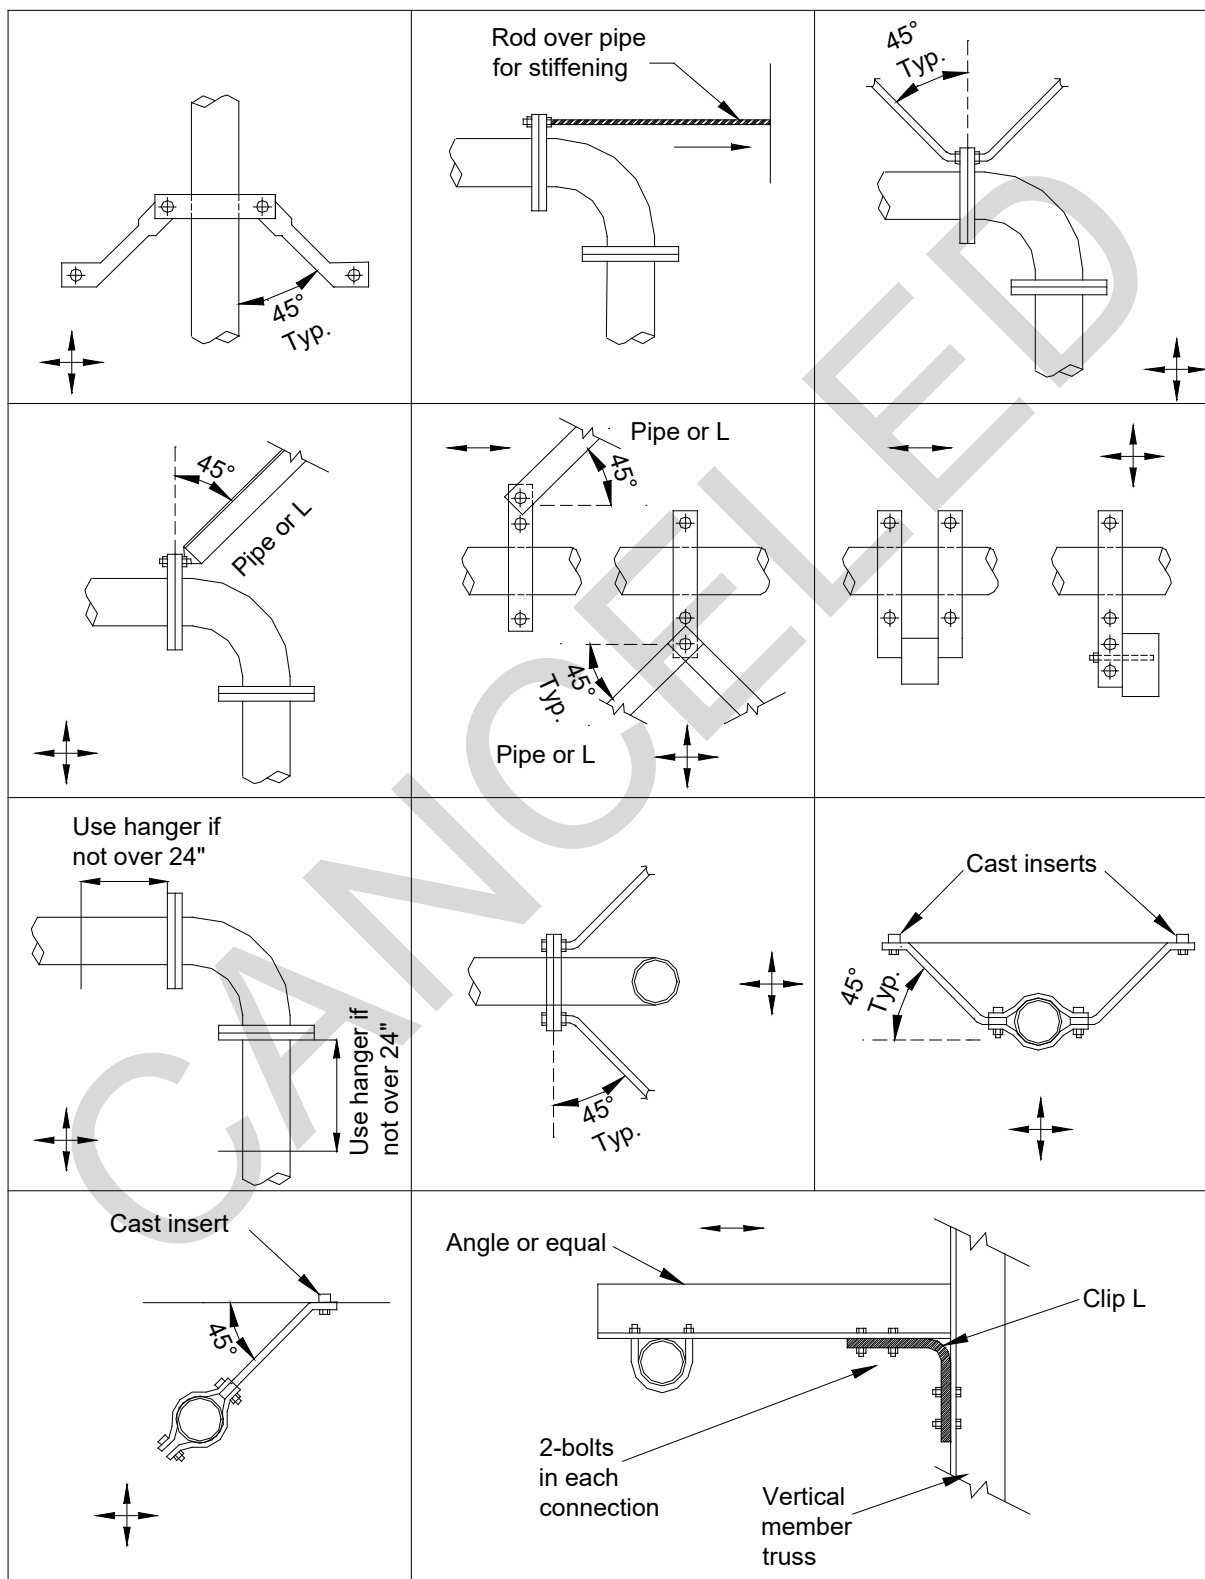 45°
Typ.
Rod over pipe
for stiffening
45°
Typ.
45°
Pipe or L
Pipe or L
45°
45°
Typ.
Pipe or L
Use hanger if
not over 24"
Use hanger if
not over 24"
45°
Typ.
Cast inserts
45°
Typ.
Cast insert
45°
Angle or equal
Clip L
2-bolts
in each
connection
Vertical
member
truss
CANCELED